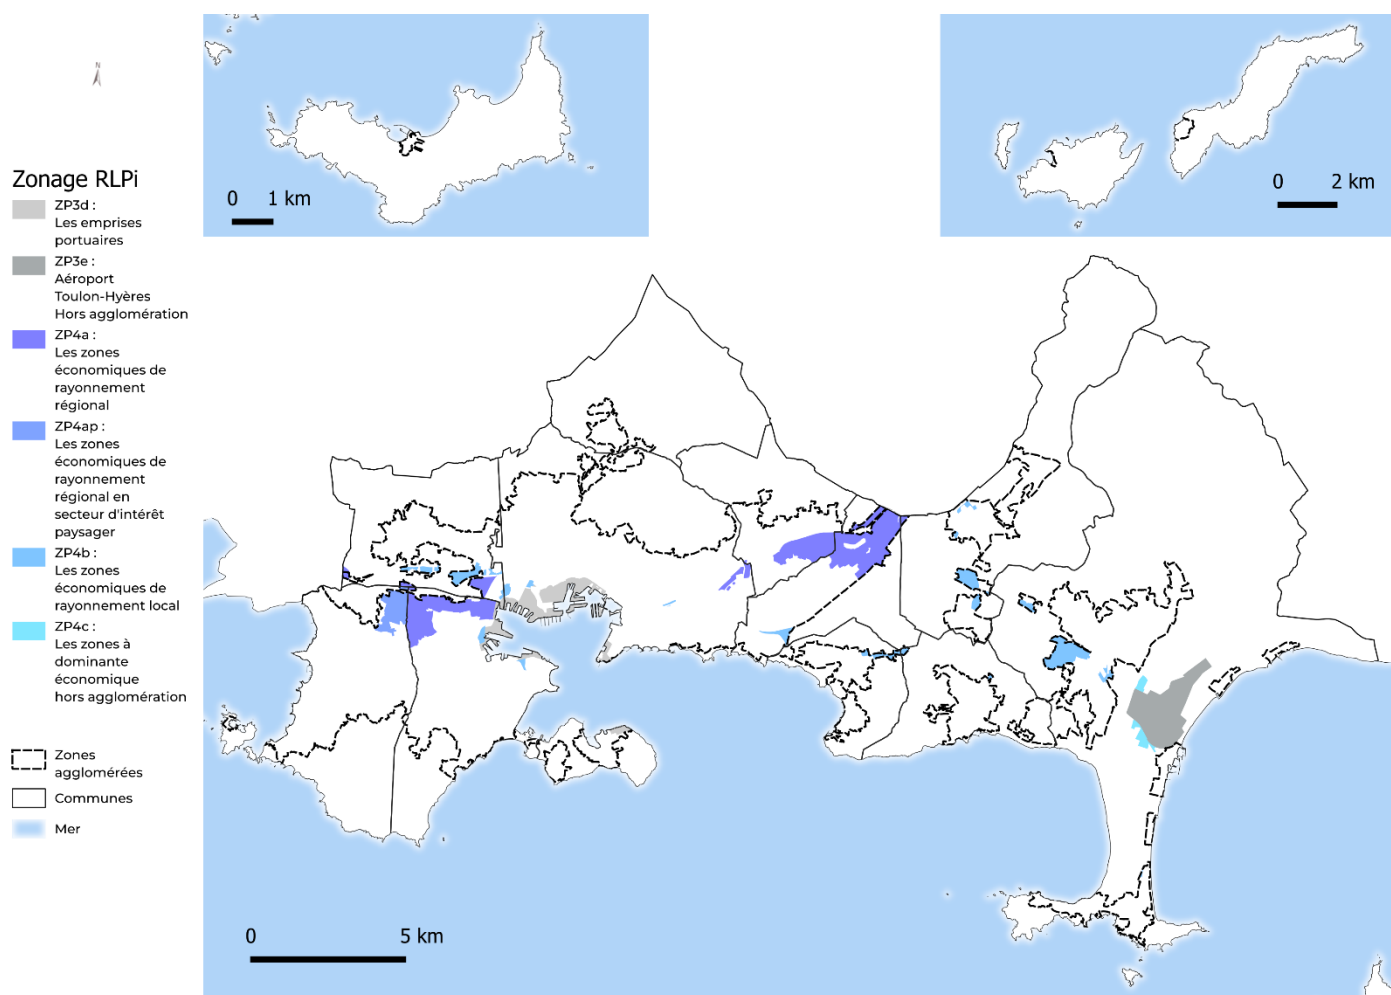 N
Zonage RLPi
ZP3d :
Les emprises
portuaires
ZP3e :
Aéroport
Toulon-Hyères
Hors agglomération
ZP4a :
Les zones
économiques de
rayonnement
régional
ZP4ap :
Les zones
économiques de
rayonnement
régional en
secteur d'intérêt
paysager
ZP4b :
Les zones
économiques de
rayonnement local
ZP4c :
Les zones à
dominante
économique
hors agglomération
Zones
agglomérées
Communes
Mer
0 1 km
0 2 km
0 5 km